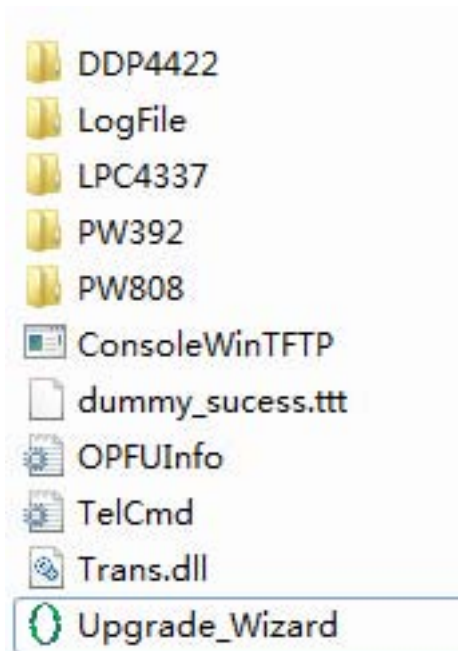 DDP4422
LogFile
LPC4337
PW392
PW808
ConsoleWinTFTP
dummy_sucess.ttt
OPFUInfo
TelCmd
Trans.dll
Upgrade_Wizard